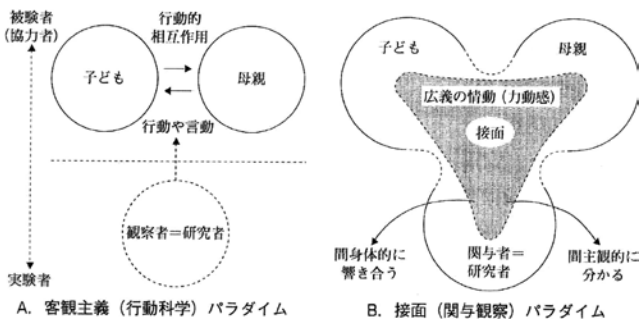 被験者
(協力者)
行動的
相互作用
子ども
母親
行動や言動
観察者＝研究者
実験者
A. 客観主義（行動科学）パラダイム
子ども
母親
広義の情動（力動感）
接面
間身体的に
響き合う
関与者＝
研究者
間主観的に
分かる
B. 接面（関与観察）パラダイム